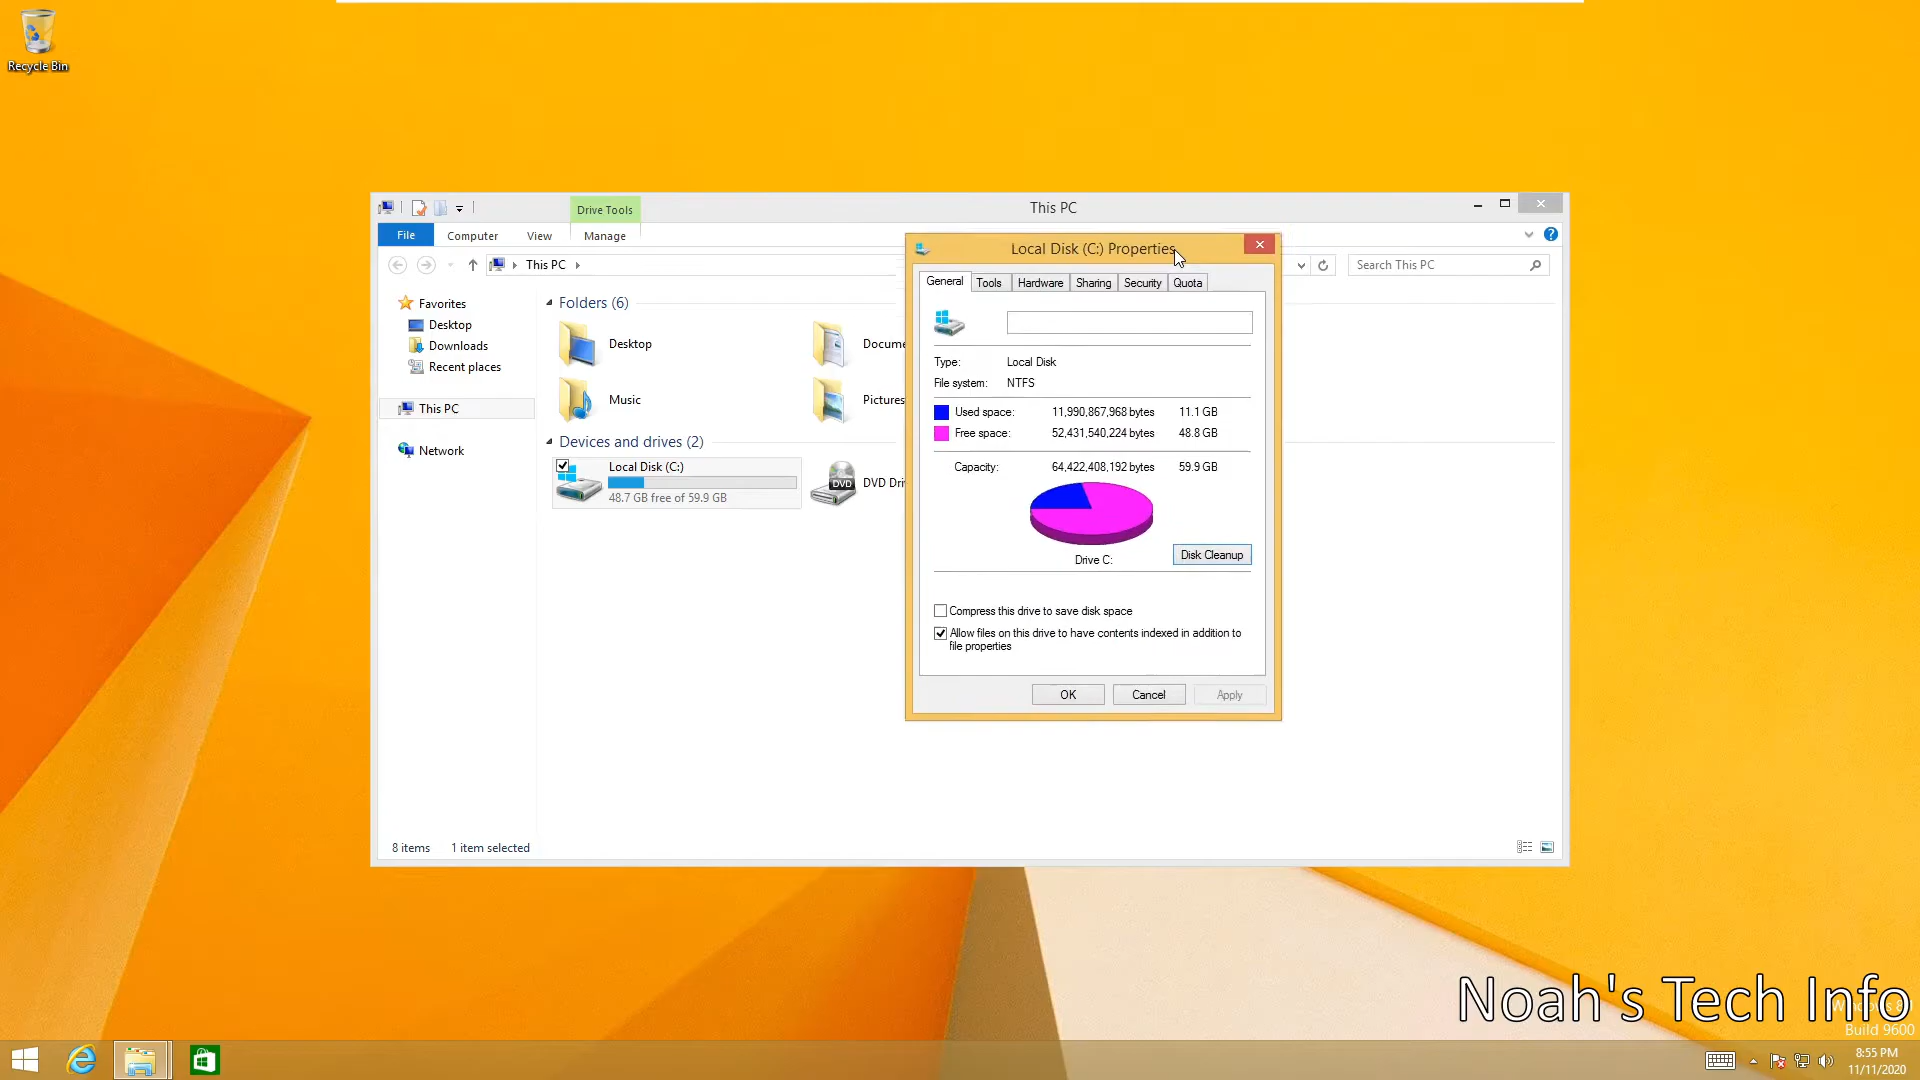 Recycle Bin
Drive Tools
This PC
File
Computer
View
Manage
This PC
Search This PC
Favorites
Desktop
Downloads
Recent places
This PC
Network
Folders (6)
Desktop
Docume
Music
Pictures
Devices and drives (2)
Local Disk (C:)
48.7 GB free of 59.9 GB
DVD
DVD Dri
8 items
1 item selected
Local Disk (C:) Properties
General
Tools
Hardware
Sharing
Security
Quota
Type: Local Disk
File system: NTFS
Used space: 11,990,867,968 bytes 11.1 GB
Free space: 52,431,540,224 bytes 48.8 GB
Capacity: 64,422,408,192 bytes 59.9 GB
Drive C:
Disk Cleanup
Compress this drive to save disk space
Allow files on this drive to have contents indexed in addition to
file properties
OK
Cancel
Apply
Noah's Tech Info
Build 9600
8:55 PM
11/11/2020